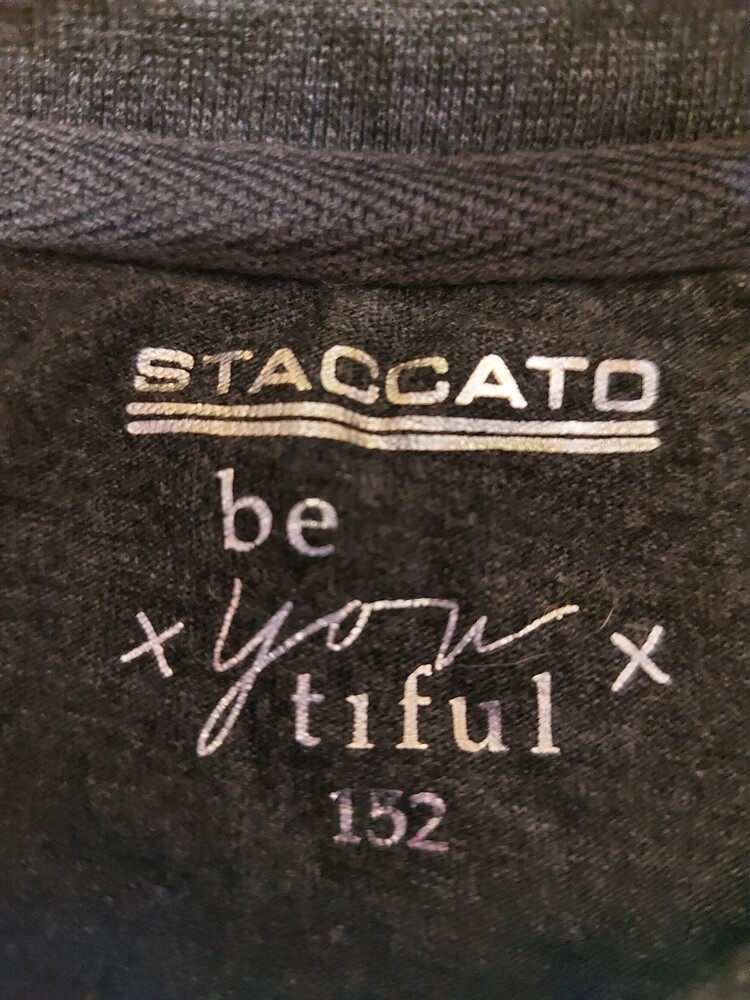 STACCATO
be
x you x
tiful
152